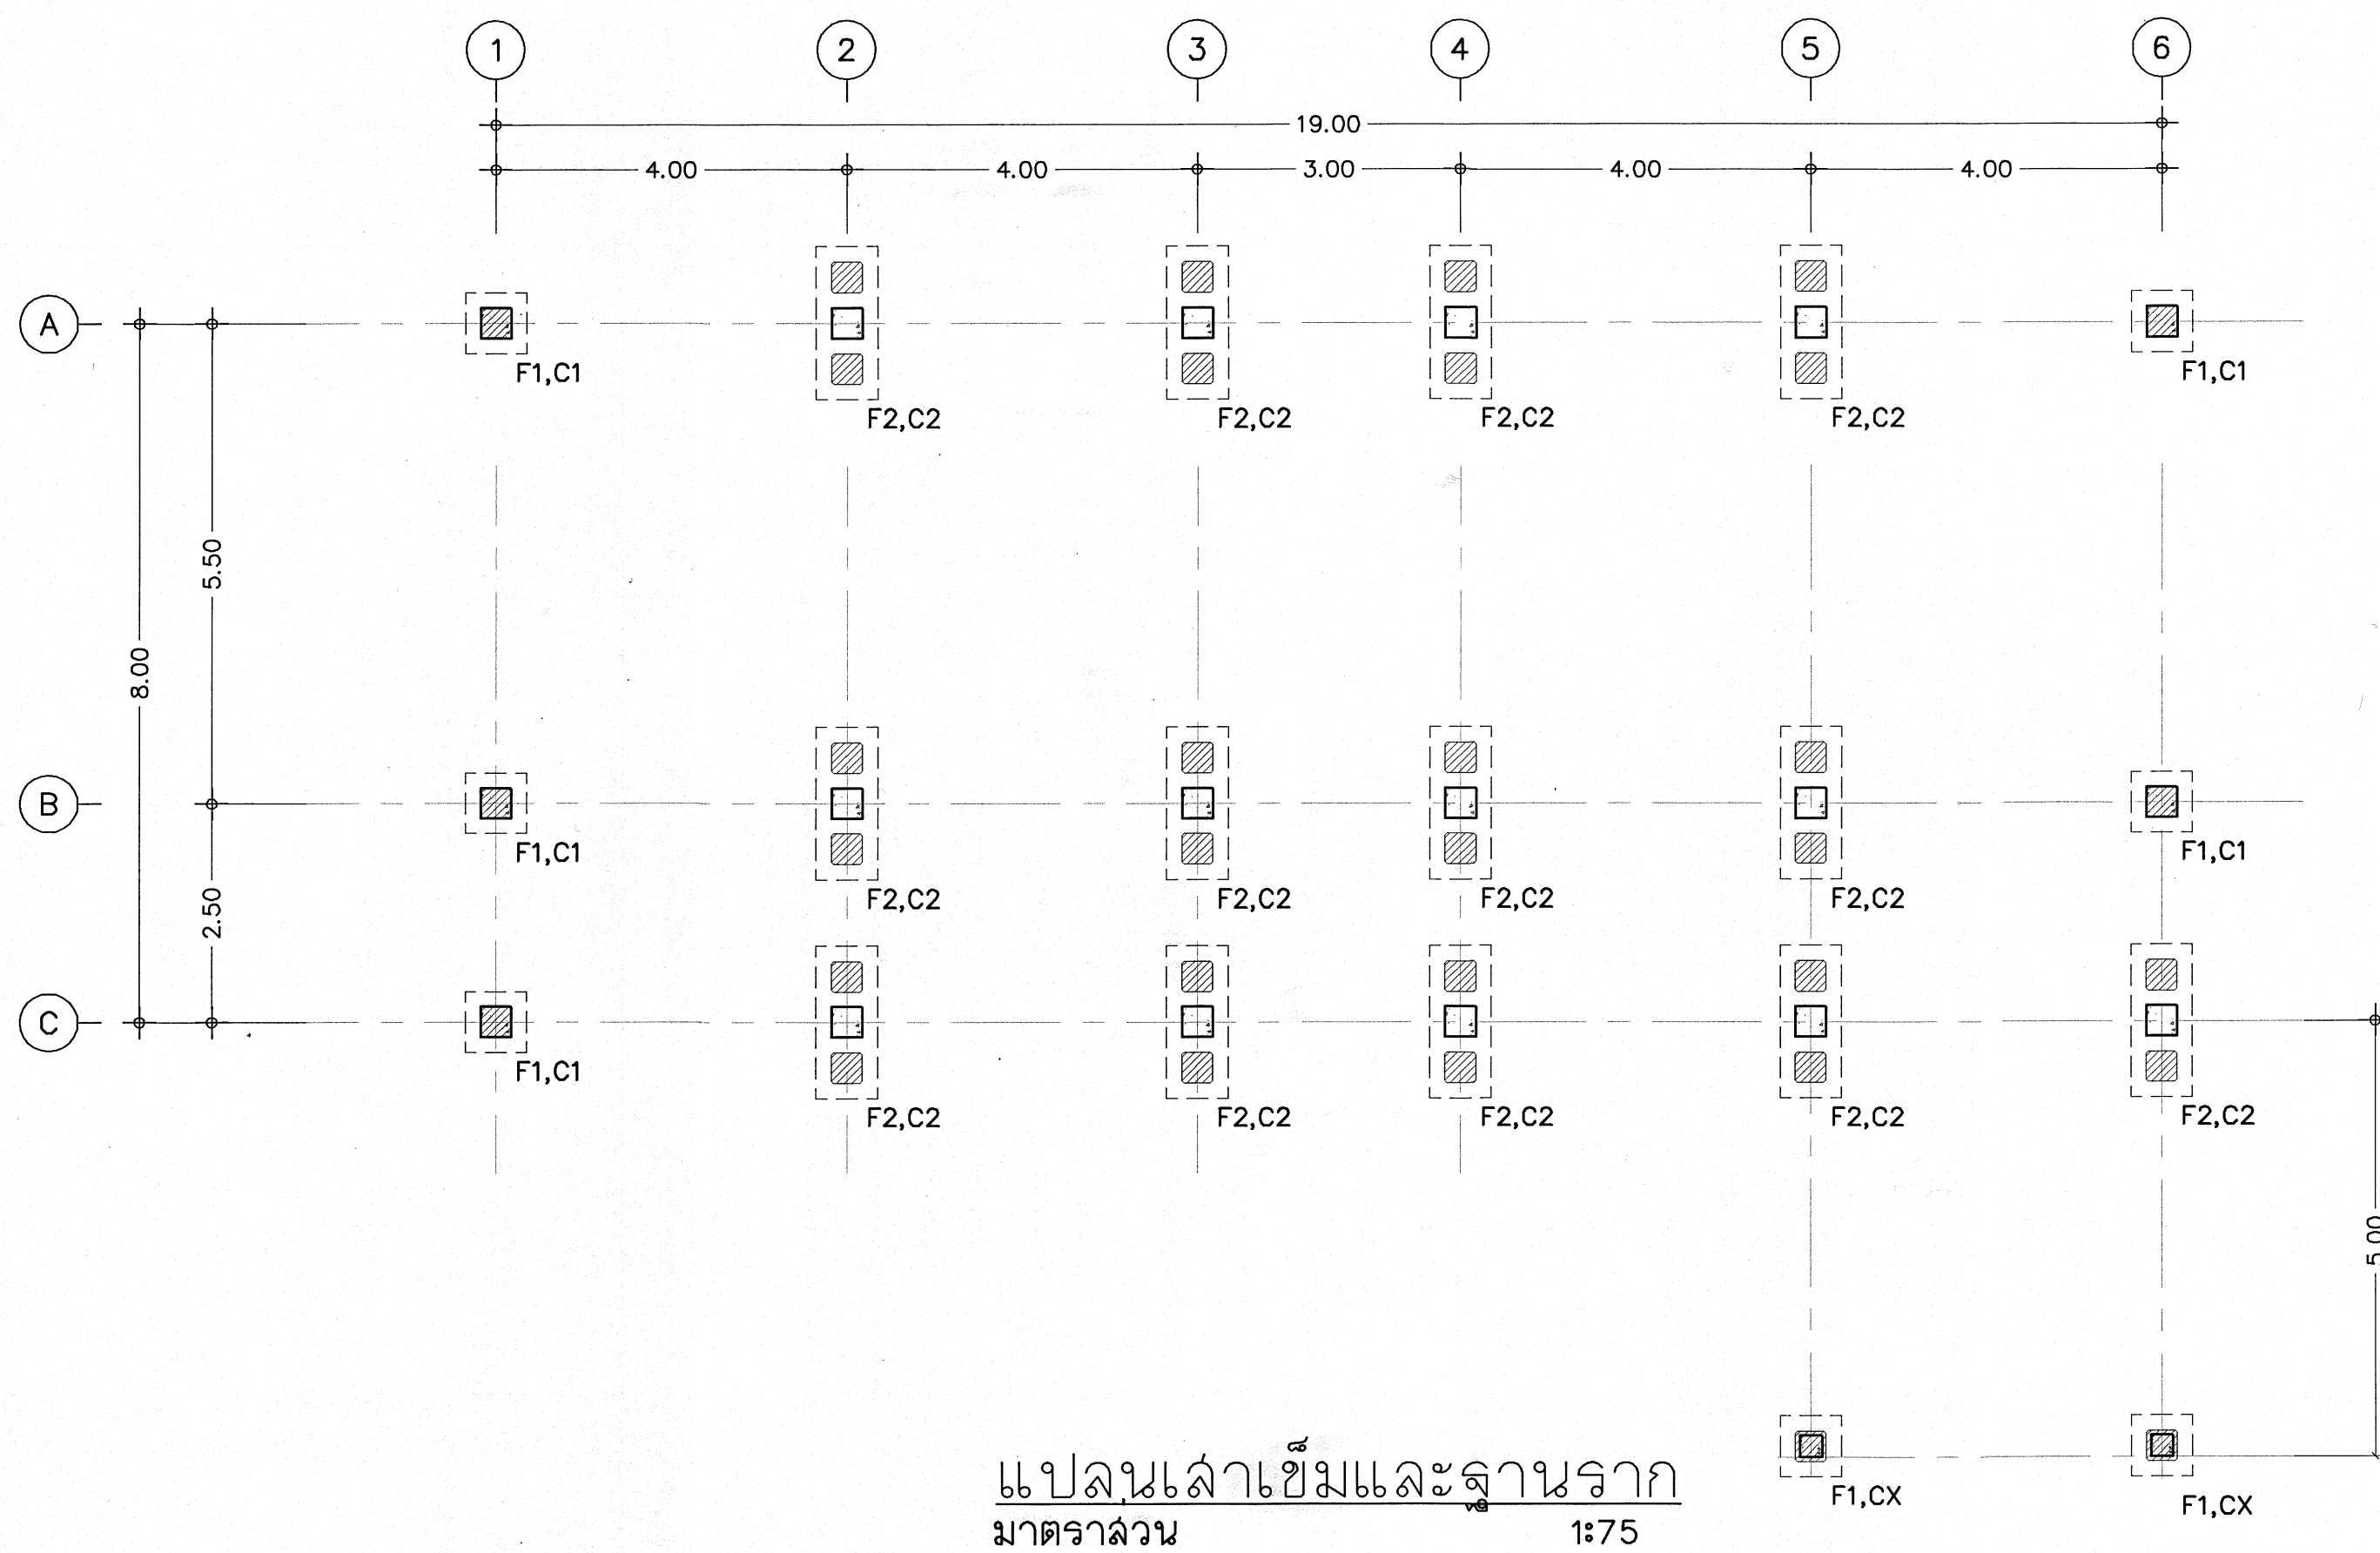 1 2 3 4 5 6
19.00
4.00 4.00 3.00 4.00 4.00
A
F1,C1 F1,C1
F2,C2 F2,C2 F2,C2 F2,C2
5.50
8.00
B
F1,C1 F1,C1
F2,C2 F2,C2 F2,C2 F2,C2
2.50
C
F1,C1
F2,C2 F2,C2 F2,C2 F2,C2 F2,C2
5.00
F1,CX F1,CX
แปลนเสาเข็มและฐานราก
มาตราส่วน 1:75